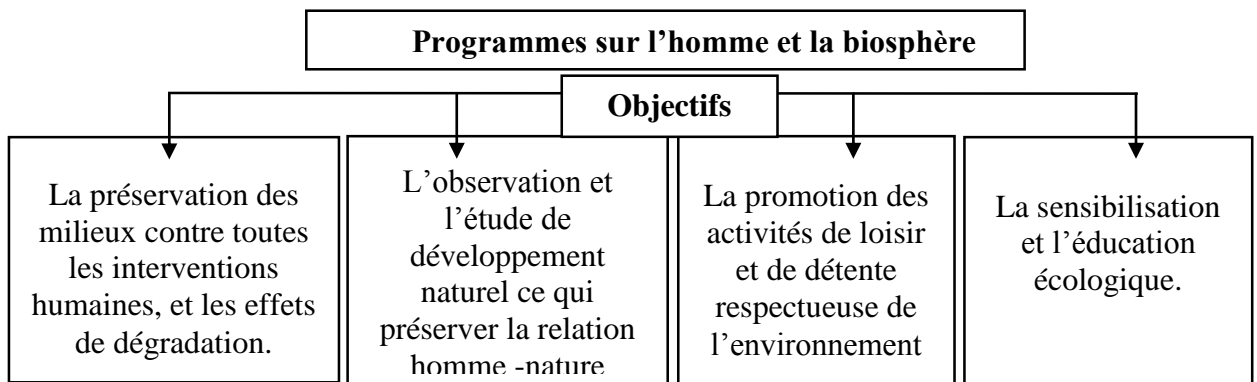 Programmes sur l’homme et la biosphère
Objectifs
La préservation des
milieux contre toutes
les interventions
humaines, et les effets
de dégradation.
L’observation et
l’étude de
développement
naturel ce qui
préserver la relation
homme -nature
La promotion des
activités de loisir
et de détente
respectueuse de
l’environnement
La sensibilisation
et l’éducation
écologique.